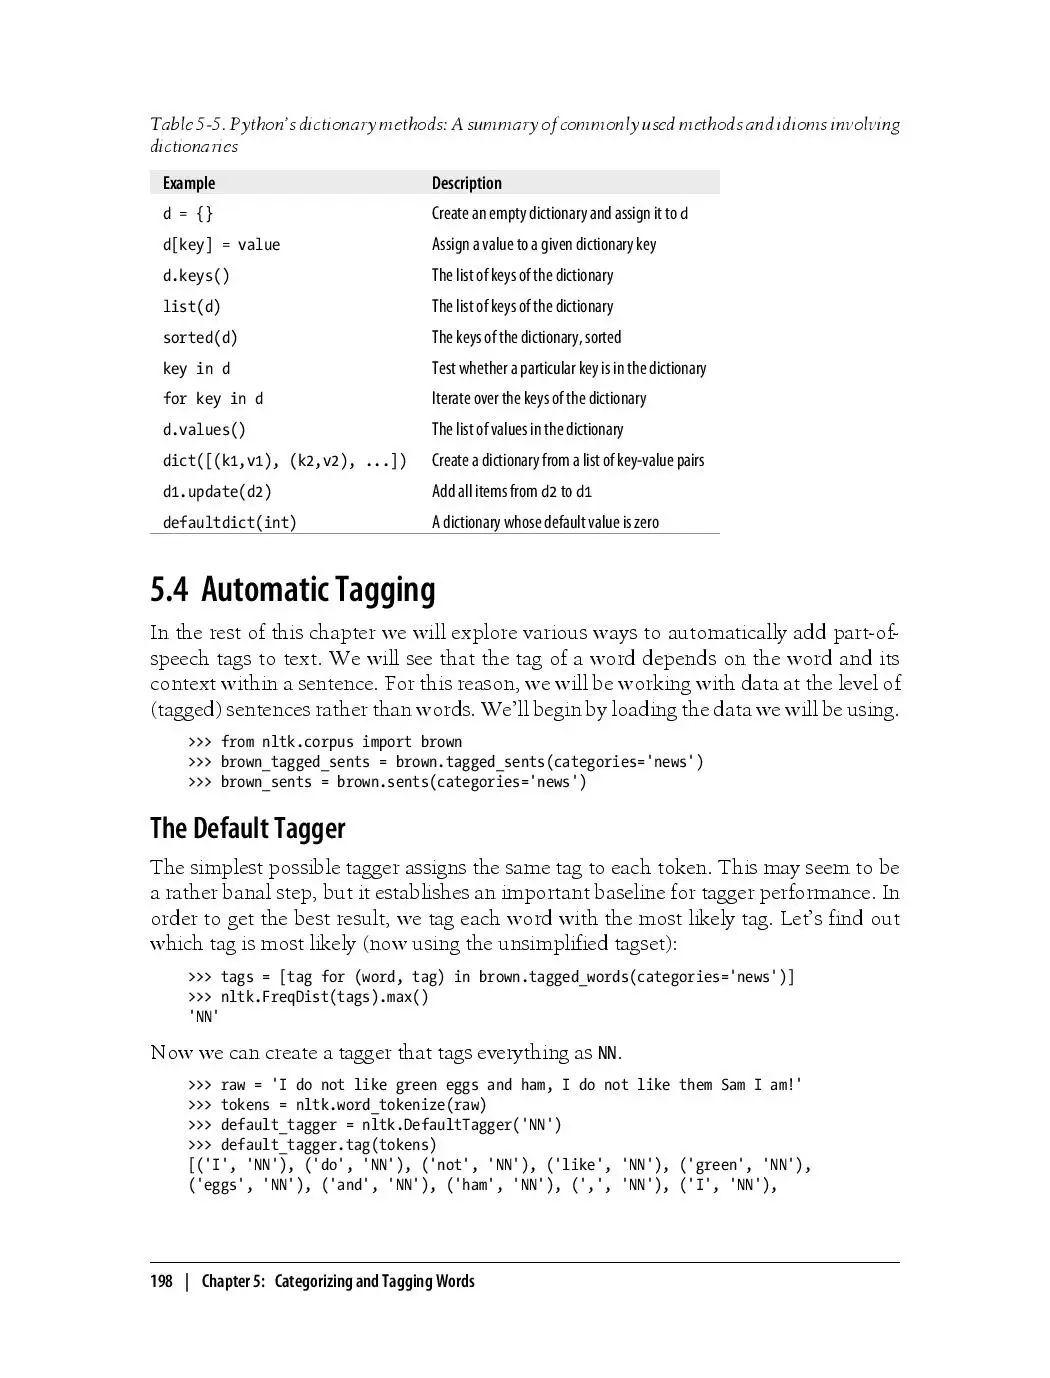 Table 5-5. Python's dictionary methods: A summary of commonly used methods and idioms involving
dictionaries
Example Description
d = {} Create an empty dictionary and assign it to d
d[key] = value Assign a value to a given dictionary key
d.keys() The list of keys of the dictionary
list(d) The list of keys of the dictionary
sorted(d) The keys of the dictionary, sorted
key in d Test whether a particular key is in the dictionary
for key in d Iterate over the keys of the dictionary
d.values() The list of values in the dictionary
dict([(k1,v1), (k2,v2), ...]) Create a dictionary from a list of key-value pairs
d1.update(d2) Add all items from d2 to d1
defaultdict(int) A dictionary whose default value is zero
5.4 Automatic Tagging
In the rest of this chapter we will explore various ways to automatically add part-of-
speech tags to text. We will see that the tag of a word depends on the word and its
context within a sentence. For this reason, we will be working with data at the level of
(tagged) sentences rather than words. We'll begin by loading the data we will be using.
>>> from nltk.corpus import brown
>>> brown_tagged_sents = brown.tagged_sents(categories='news')
>>> brown_sents = brown.sents(categories='news')
The Default Tagger
The simplest possible tagger assigns the same tag to each token. This may seem to be
a rather banal step, but it establishes an important baseline for tagger performance. In
order to get the best result, we tag each word with the most likely tag. Let's find out
which tag is most likely (now using the unsimplified tagset):
>>> tags = [tag for (word, tag) in brown.tagged_words(categories='news')]
>>> nltk.FreqDist(tags).max()
'NN'
Now we can create a tagger that tags everything as NN.
>>> raw = 'I do not like green eggs and ham, I do not like them Sam I am!'
>>> tokens = nltk.word_tokenize(raw)
>>> default_tagger = nltk.DefaultTagger('NN')
>>> default_tagger.tag(tokens)
[('I', 'NN'), ('do', 'NN'), ('not', 'NN'), ('like', 'NN'), ('green', 'NN'),
('eggs', 'NN'), ('and', 'NN'), ('ham', 'NN'), (',', 'NN'), ('I', 'NN'),
198 | Chapter 5: Categorizing and Tagging Words